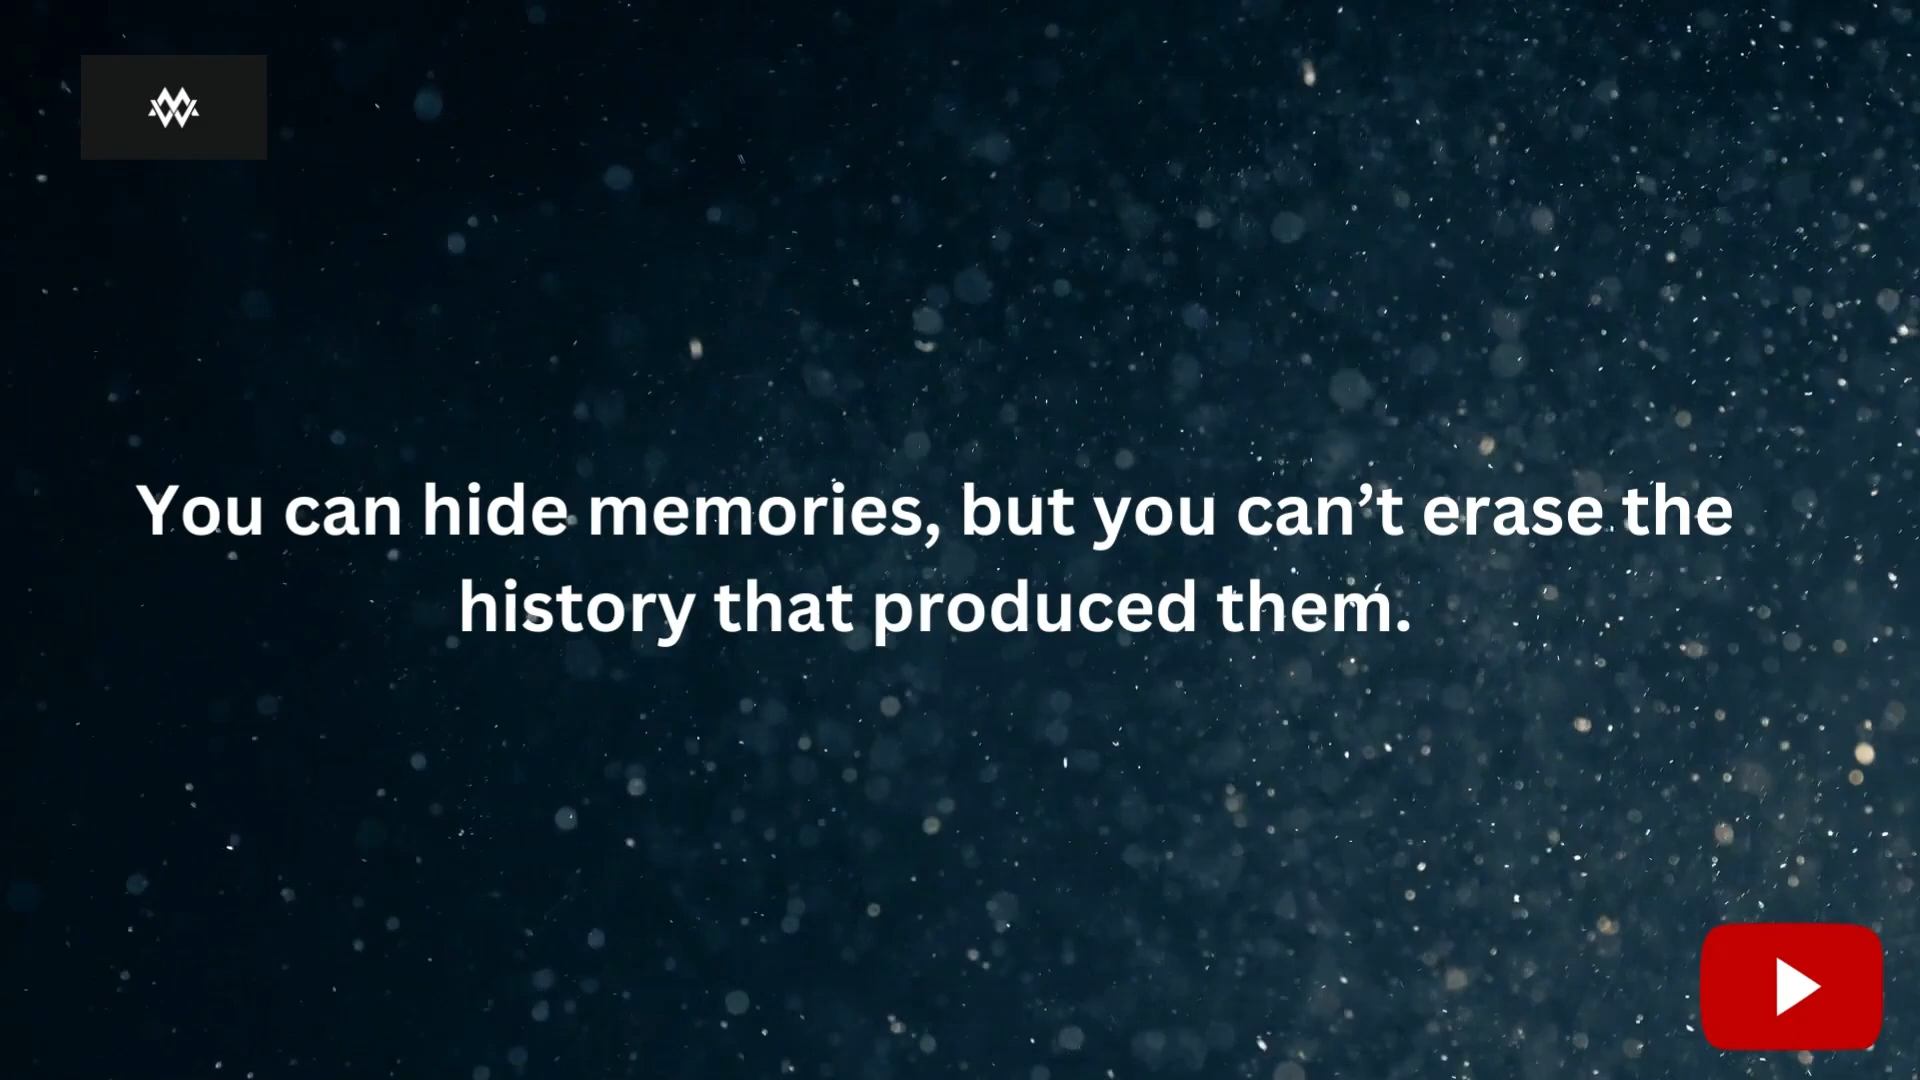 You can hide memories, but you can’t erase the
history that produced them.